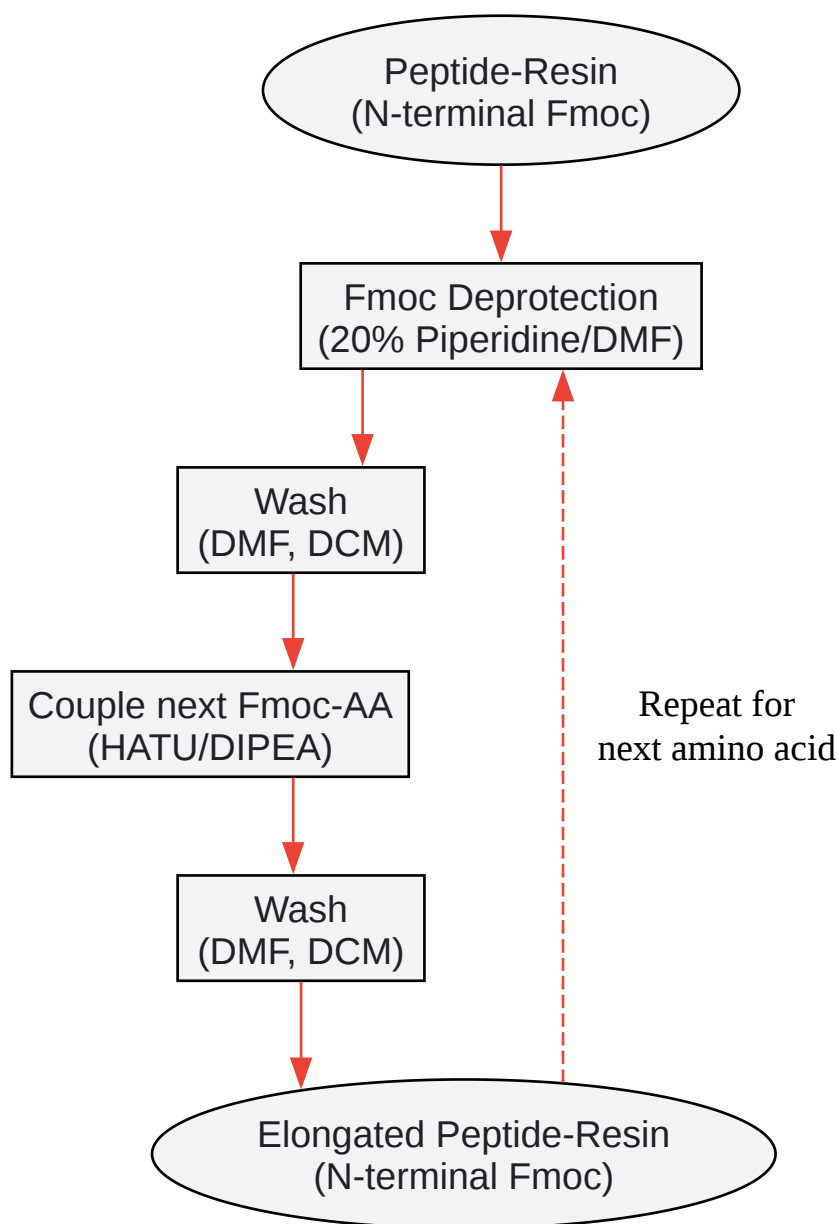 Peptide-Resin
(N-terminal Fmoc)
Fmoc Deprotection
(20% Piperidine/DMF)
Wash
(DMF, DCM)
Couple next Fmoc-AA
(HATU/DIPEA)
Repeat for
next amino acid
Wash
(DMF, DCM)
Elongated Peptide-Resin
(N-terminal Fmoc)